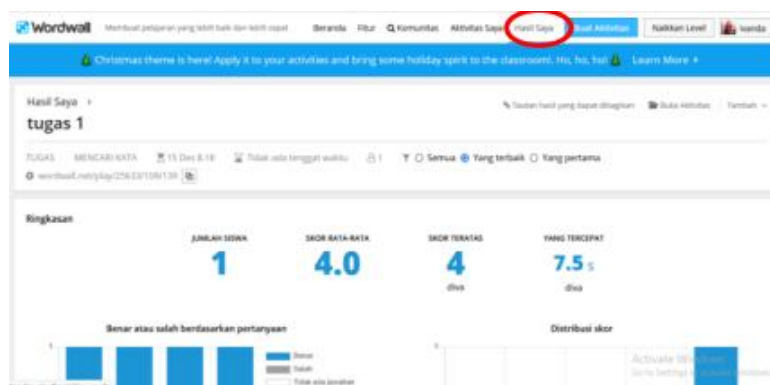 Wordwall Membuat pelajaran yang lebih baik dan lebih cepat Beranda Fitur Komunitas Aktivitas Saya Hasil Saya Buat Aktivitas Naikkan Level
Christmas theme is here! Apply it to your activities and bring some holiday spirit to the classroom! Ho, ho, ho! Learn More
Hasil Saya Tautan hasil yang dapat dibagikan Buka Aktivitas Tambah
tugas 1
TUGAS MENCARI KATA 15 Des 8.18 Tidak ada tenggat waktu 1 Semua Yang terbaik Yang pertama
Ringkasan
JUMLAH SISWA SKOR RATA-RATA SKOR TERATAS YANG TERCEPAT
1 4.0 4 7.5 s
diva diva
Benar atau salah berdasarkan pertanyaan Distribusi skor
Benar
Salah
Tidak ada jawaban